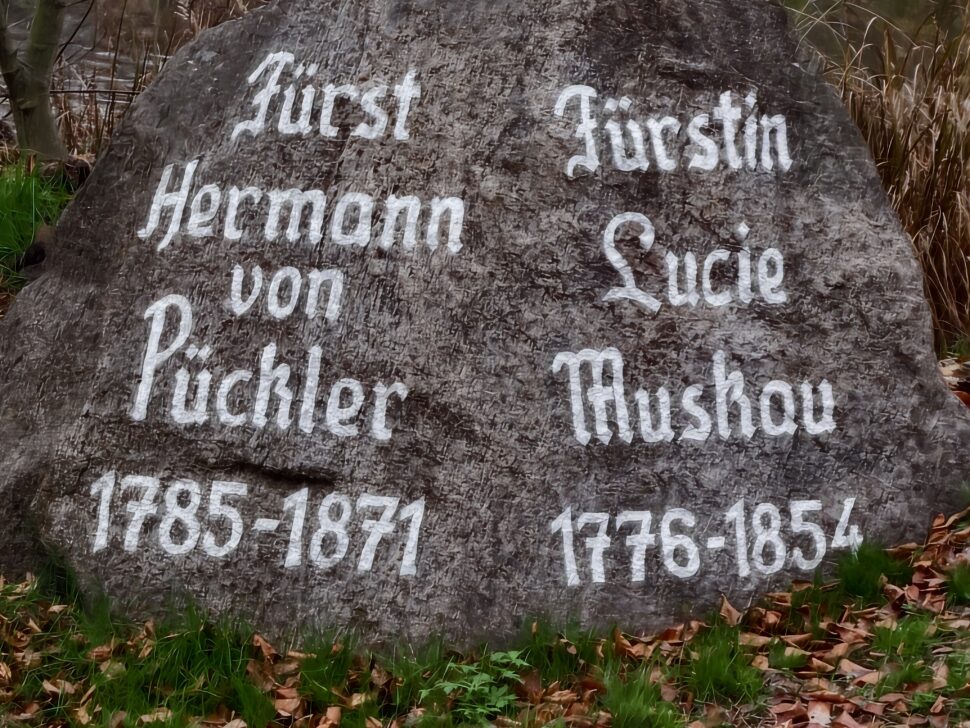 Fürst
Hermann
von
Pückler
1785-1871
Fürstin
Lucie
Muskau
1776-1854